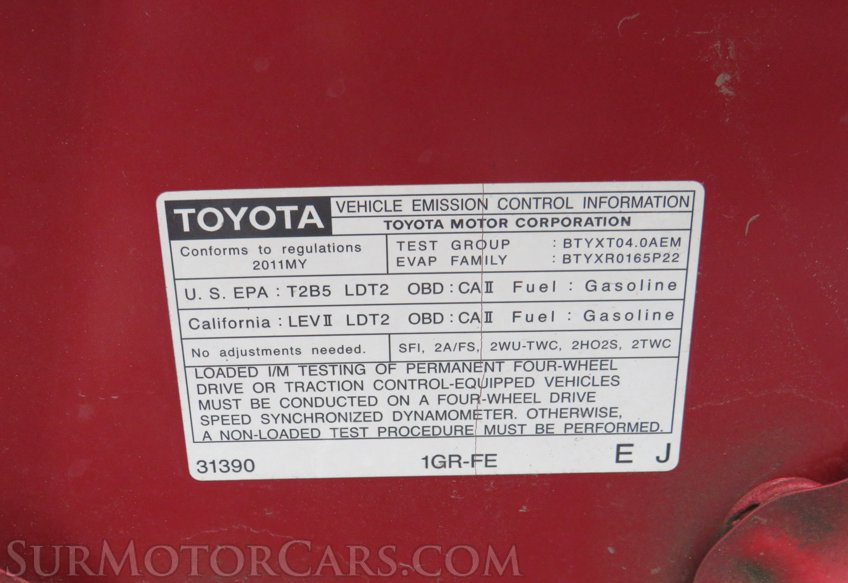 TOYOTA VEHICLE EMISSION CONTROL INFORMATION
TOYOTA MOTOR CORPORATION
Conforms to regulations
2011MY
TEST GROUP : BTYXT04.0AEM
EVAP FAMILY : BTYXR0165P22
U. S. EPA : T2B5 LDT2 OBD : CAⅡ Fuel : Gasoline
California : LEVⅡ LDT2 OBD : CAⅡ Fuel : Gasoline
No adjustments needed.
SFI, 2A/FS, 2WU-TWC, 2HO2S, 2TWC
LOADED I/M TESTING OF PERMANENT FOUR-WHEEL
DRIVE OR TRACTION CONTROL-EQUIPPED VEHICLES
MUST BE CONDUCTED ON A FOUR-WHEEL DRIVE
SPEED SYNCHRONIZED DYNAMOMETER. OTHERWISE,
A NON-LOADED TEST PROCEDURE MUST BE PERFORMED.
31390 1GR-FE E J
SURMOTORCARS.COM